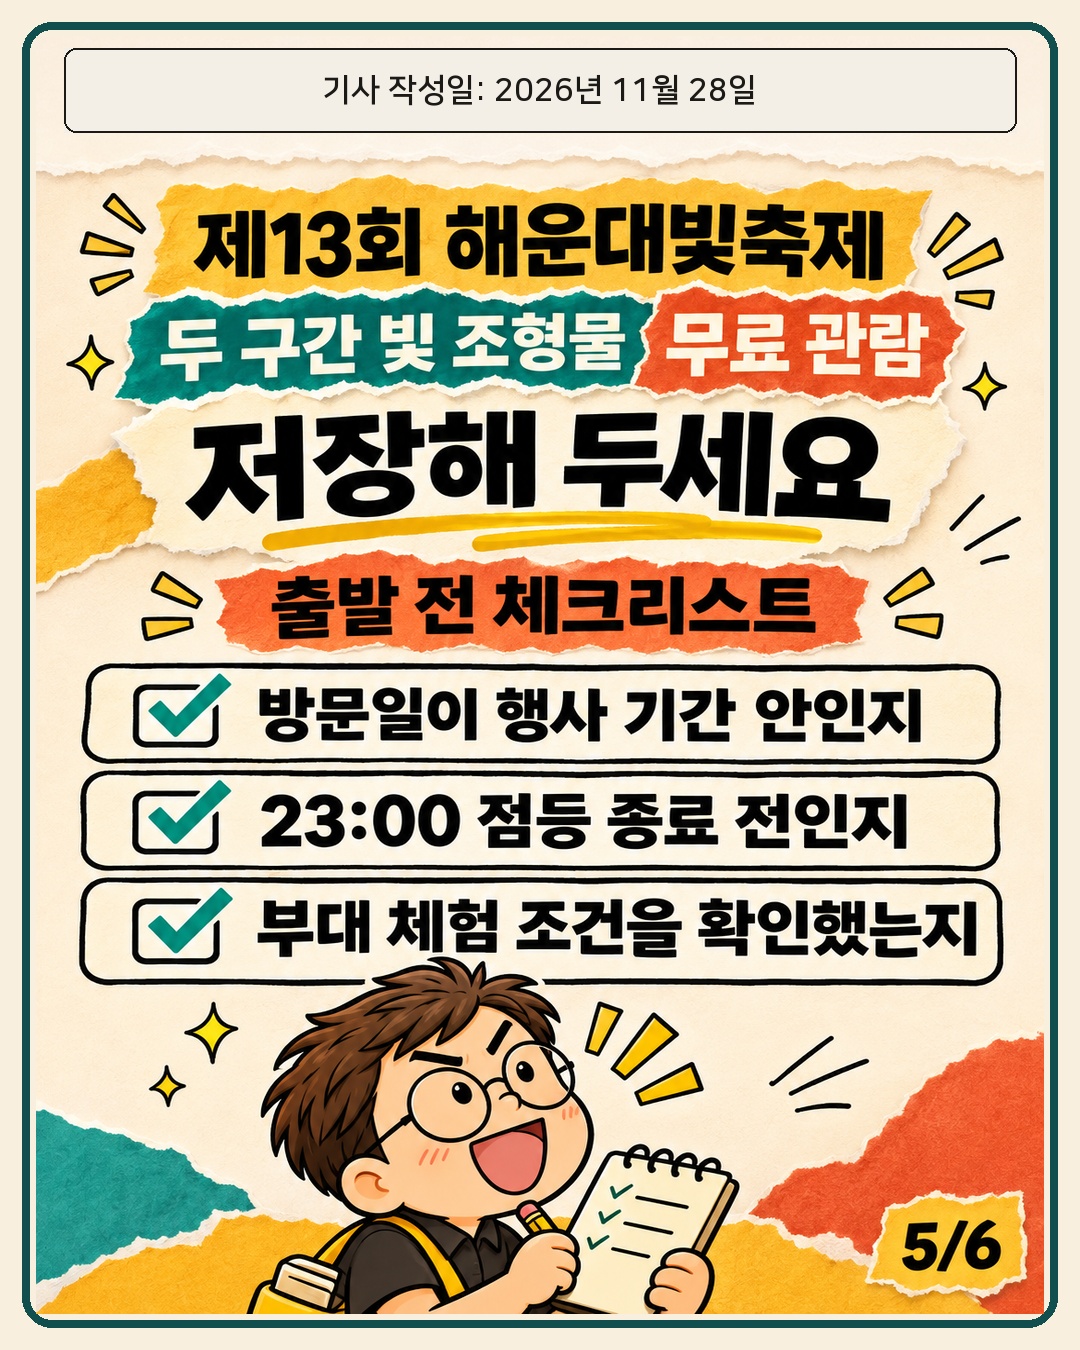 기사 작성일: 2026년 11월 28일
제13회 해운대빛축제
두 구간 빛 조형물 무료 관람
저장해 두세요
출발 전 체크리스트
방문일이 행사 기간 안인지
23:00 점등 종료 전인지
부대 체험 조건을 확인했는지
5/6